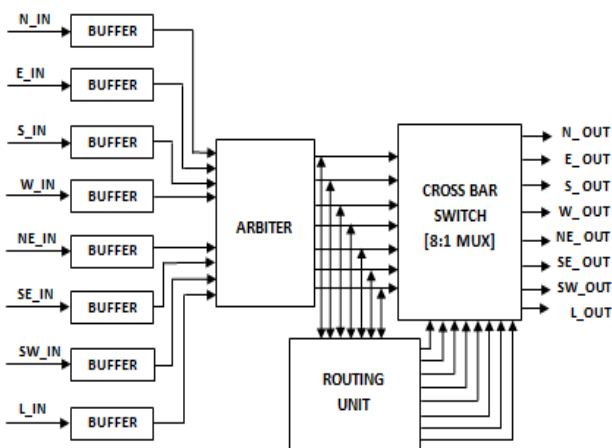 N_IN
BUFFER
E_IN
BUFFER
S_IN
BUFFER
W_IN
BUFFER
NE_IN
BUFFER
SE_IN
BUFFER
SW_IN
BUFFER
L_IN
BUFFER
ARBITER
CROSS BAR
SWITCH
[8:1 MUX]
ROUTING
UNIT
N_OUT
E_OUT
S_OUT
W_OUT
NE_OUT
SE_OUT
SW_OUT
L_OUT